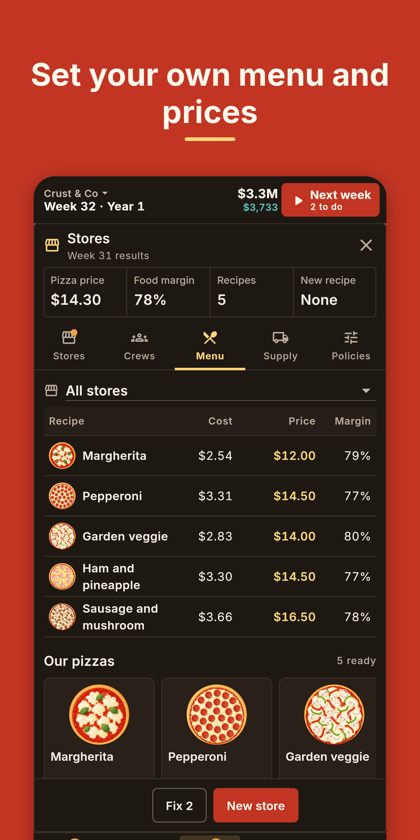 Set your own menu and
prices
Crust & Co
Week 32 · Year 1
$3.3M
$3,733
Next week
2 to do
Stores
Week 31 results
Pizza price
$14.30
Food margin
78%
Recipes
5
New recipe
None
Stores
Crews
Menu
Supply
Policies
All stores
Recipe Cost Price Margin
Margherita $2.54 $12.00 79%
Pepperoni $3.31 $14.50 77%
Garden veggie $2.83 $14.00 80%
Ham and
pineapple $3.30 $14.50 77%
Sausage and
mushroom $3.66 $16.50 78%
Our pizzas 5 ready
Margherita
Pepperoni
Garden veggie
Fix 2
New store